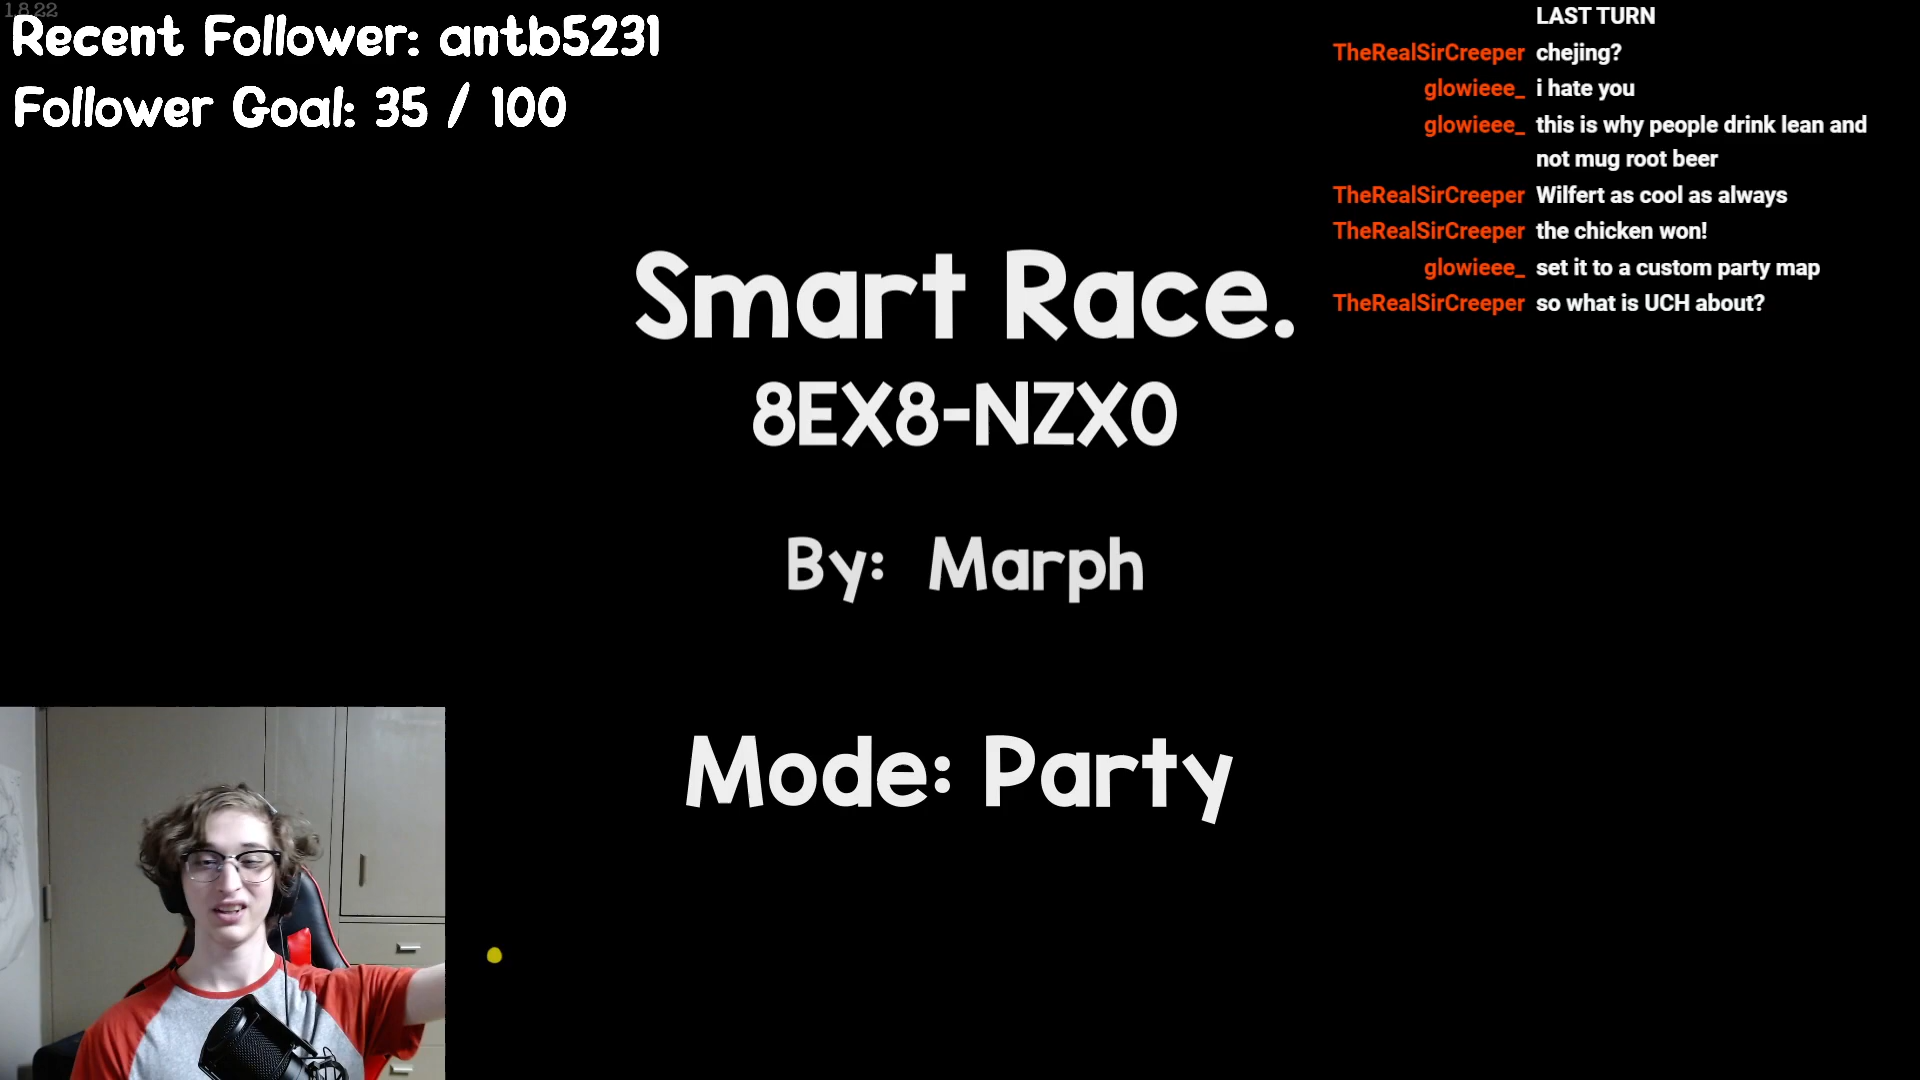 1.8.22
Recent Follower: antb5231
Follower Goal: 35 / 100
LAST TURN
TheRealSirCreeper chejing?
glowieee_ i hate you
glowieee_ this is why people drink lean and
not mug root beer
TheRealSirCreeper Wilfert as cool as always
TheRealSirCreeper the chicken won!
glowieee_ set it to a custom party map
TheRealSirCreeper so what is UCH about?
Smart Race.
8EX8-NZX0
By: Marph
Mode: Party